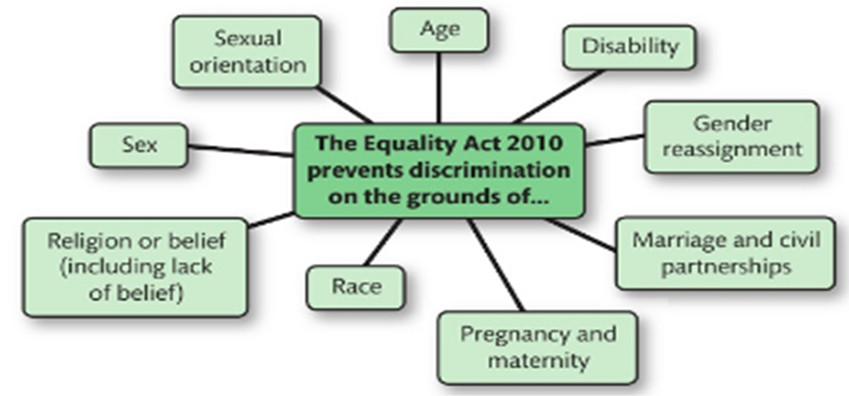 Sexual
orientation
Age
Disability
Sex
The Equality Act 2010
prevents discrimination
on the grounds of...
Gender
reassignment
Religion or belief
(including lack
of belief)
Race
Marriage and civil
partnerships
Pregnancy and
maternity